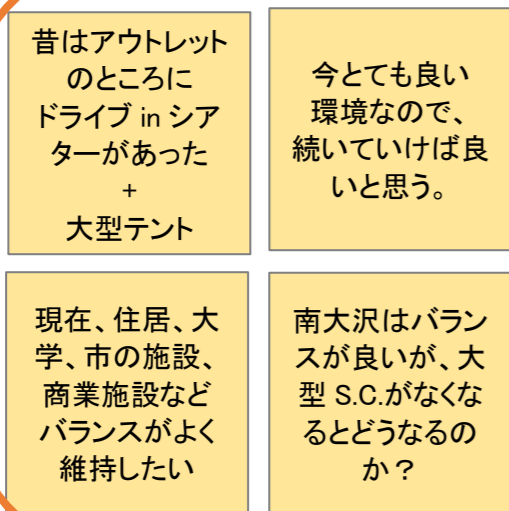 昔はアウトレット
のところに
ドライブ in シア
ターがあった
+
大型テント
今とても良い
環境なので、
続いていけば良
いと思う。
現在、住居、大
学、市の施設、
商業施設など
バランスがよく
維持したい
南大沢はバラン
スが良いが、大
型 S.C.がなくな
るとどうなるの
か？